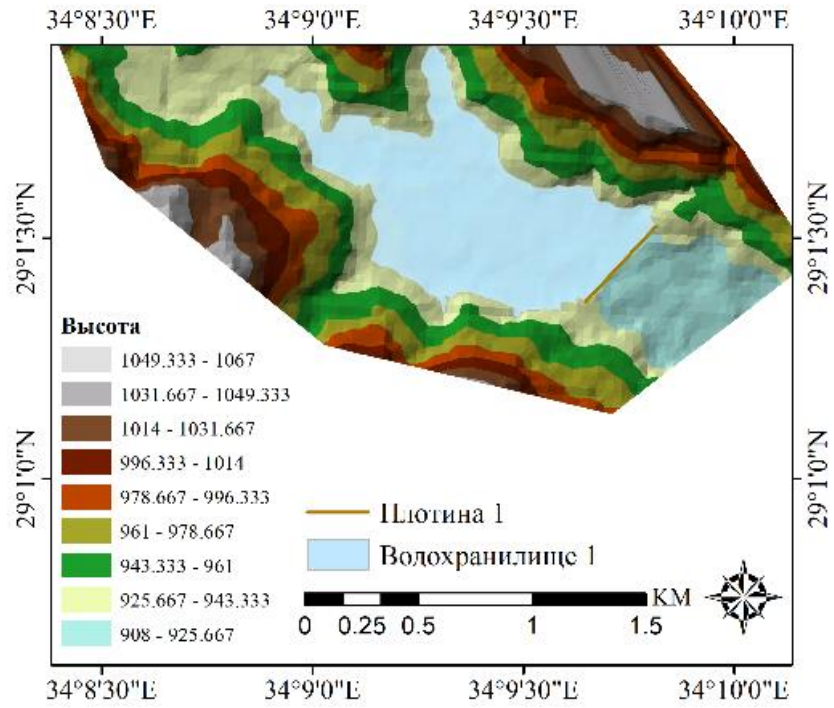 34°8'30"E 34°9'0"E 34°9'30"E 34°10'0"E
29°1'30"N 29°1'30"N
Высота
1049.333 - 1067
1031.667 - 1049.333
1014 - 1031.667
996.333 - 1014
978.667 - 996.333
961 - 978.667
943.333 - 961
925.667 - 943.333
908 - 925.667
29°1'0"N 29°1'0"N
Плотина 1
Водохранилище 1
KM
0 0.25 0.5 1 1.5
34°8'30"E 34°9'0"E 34°9'30"E 34°10'0"E